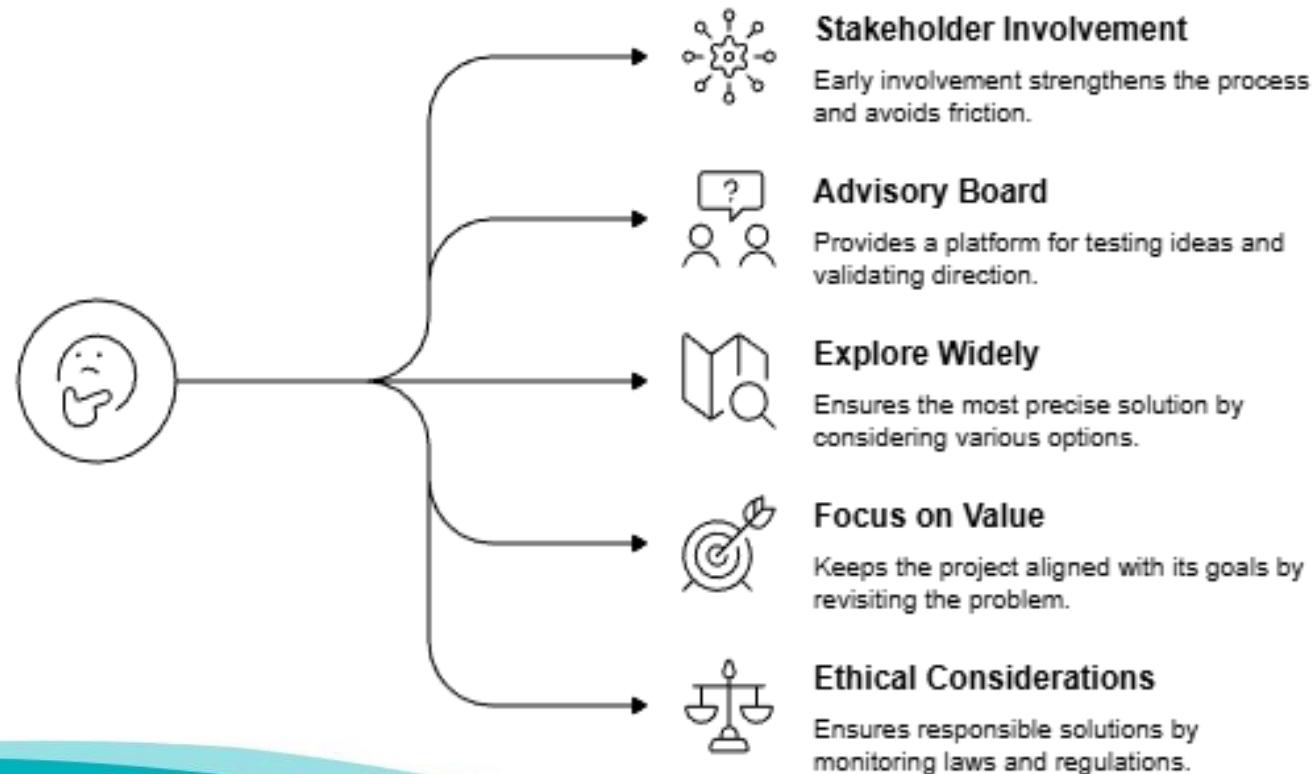 Stakeholder Involvement
Early involvement strengthens the process
and avoids friction.
?
Advisory Board
Provides a platform for testing ideas and
validating direction.
Explore Widely
Ensures the most precise solution by
considering various options.
Focus on Value
Keeps the project aligned with its goals by
revisiting the problem.
Ethical Considerations
Ensures responsible solutions by
monitoring laws and regulations.